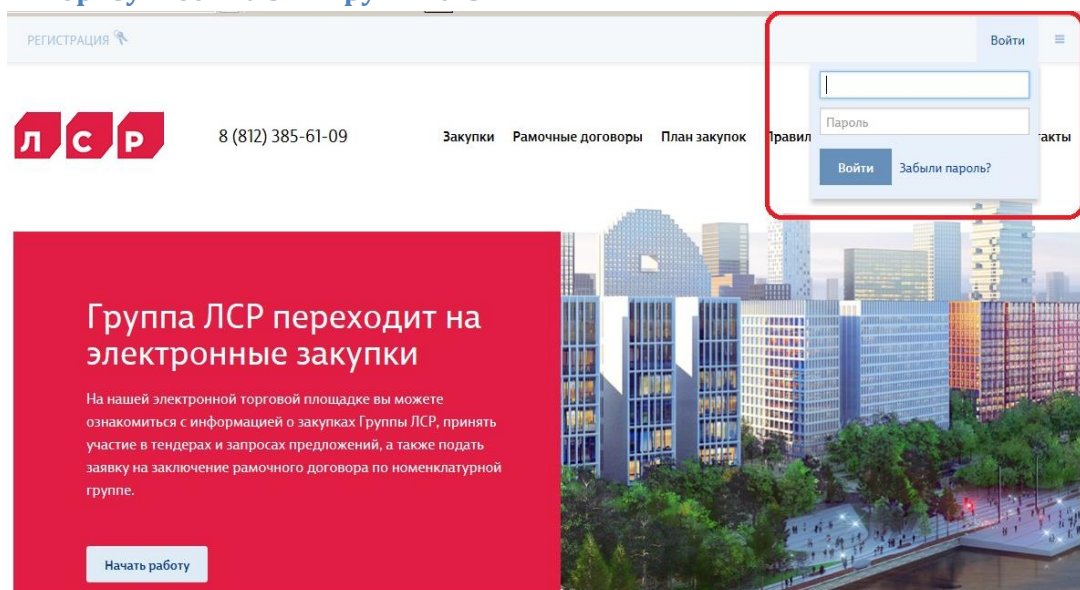 РЕГИСТРАЦИЯ
Войти
Пароль
Войти Забыли пароль?
ЛСР
8 (812) 385-61-09
Закупки Рамочные договоры План закупок
Группа ЛСР переходит на
электронные закупки
На нашей электронной торговой площадке вы можете
ознакомиться с информацией о закупках Группы ЛСР, принять
участие в тендерах и запросах предложений, а также подать
заявку на заключение рамочного договора по номенклатурной
группе.
Начать работу